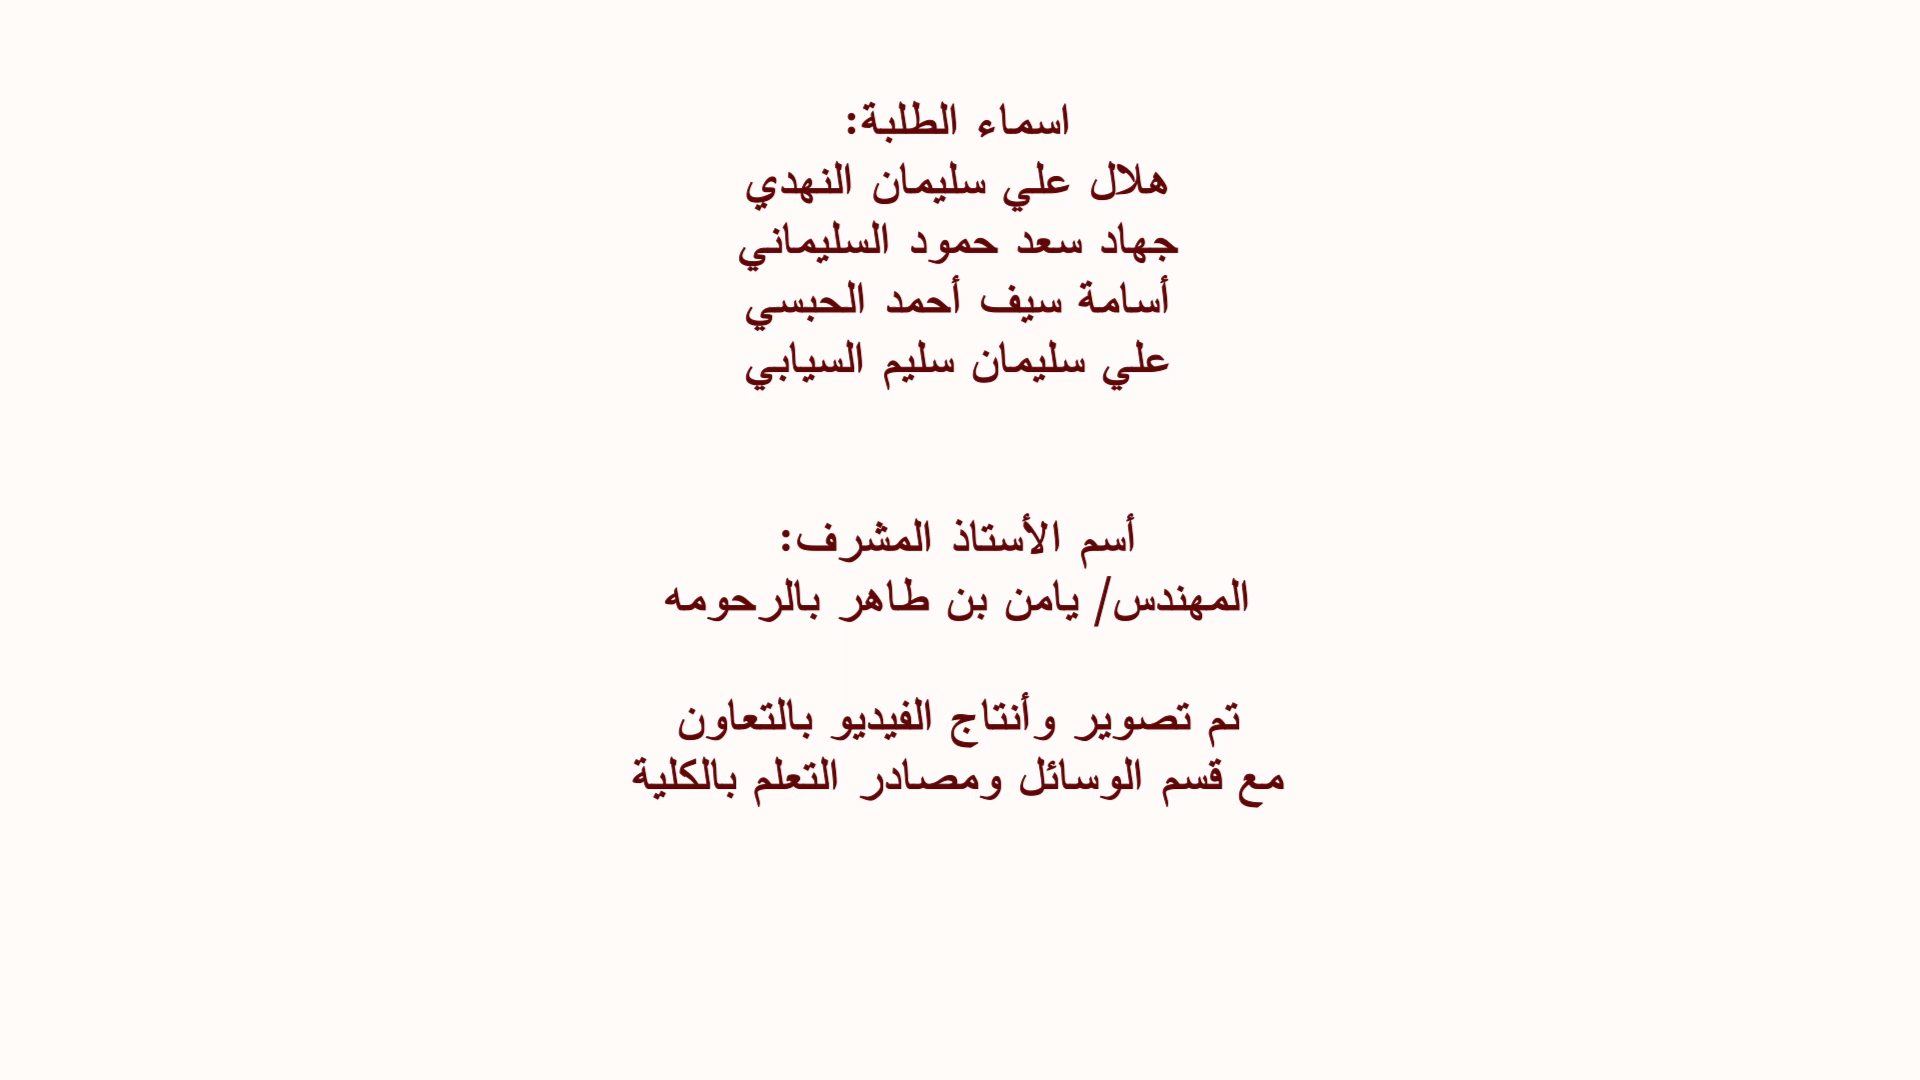 اسماء الطلبة:
هلال علي سليمان النهدي
جهاد سعد حمود السليماني
أسامة سيف أحمد الحبسي
علي سليمان سليم السيابي
أسم الأستاذ المشرف:
المهندس/ يامن بن طاهر بالرحومه
تم تصوير وأنتاج الفيديو بالتعاون
مع قسم الوسائل ومصادر التعلم بالكلية